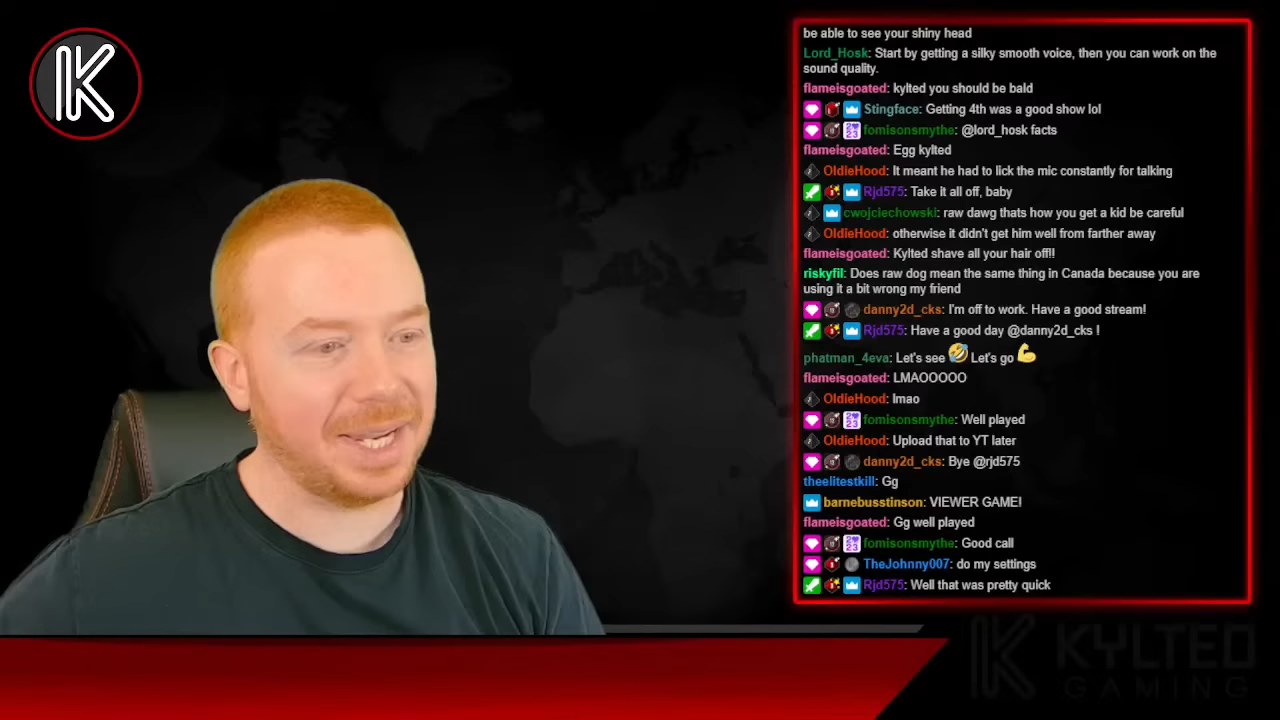 K
be able to see your shiny head
Lord_Hosk: Start by getting a silky smooth voice, then you can work on the
sound quality.
flameisgoated: kylted you should be bald
Stingface: Getting 4th was a good show lol
fomisonsmythe: @lord_hosk facts
flameisgoated: Egg kylted
OldieHood: It meant he had to lick the mic constantly for talking
Rjd575: Take it all off, baby
cwojciechowski: raw dawg thats how you get a kid be careful
OldieHood: otherwise it didn't get him well from farther away
flameisgoated: Kylted shave all your hair off!!
riskyfil: Does raw dog mean the same thing in Canada because you are
using it a bit wrong my friend
danny2d_cks: I'm off to work. Have a good stream!
Rjd575: Have a good day @danny2d_cks !
phatman_4eva: Let's see 🤣 Let's go 💪
flameisgoated: LMAOOOOO
OldieHood: lmao
fomisonsmythe: Well played
OldieHood: Upload that to YT later
danny2d_cks: Bye @rjd575
theelitestkill: Gg
barnebusstinson: VIEWER GAME!
flameisgoated: Gg well played
fomisonsmythe: Good call
TheJohnny007: do my settings
Rjd575: Well that was pretty quick
K KYLTED
GAMING